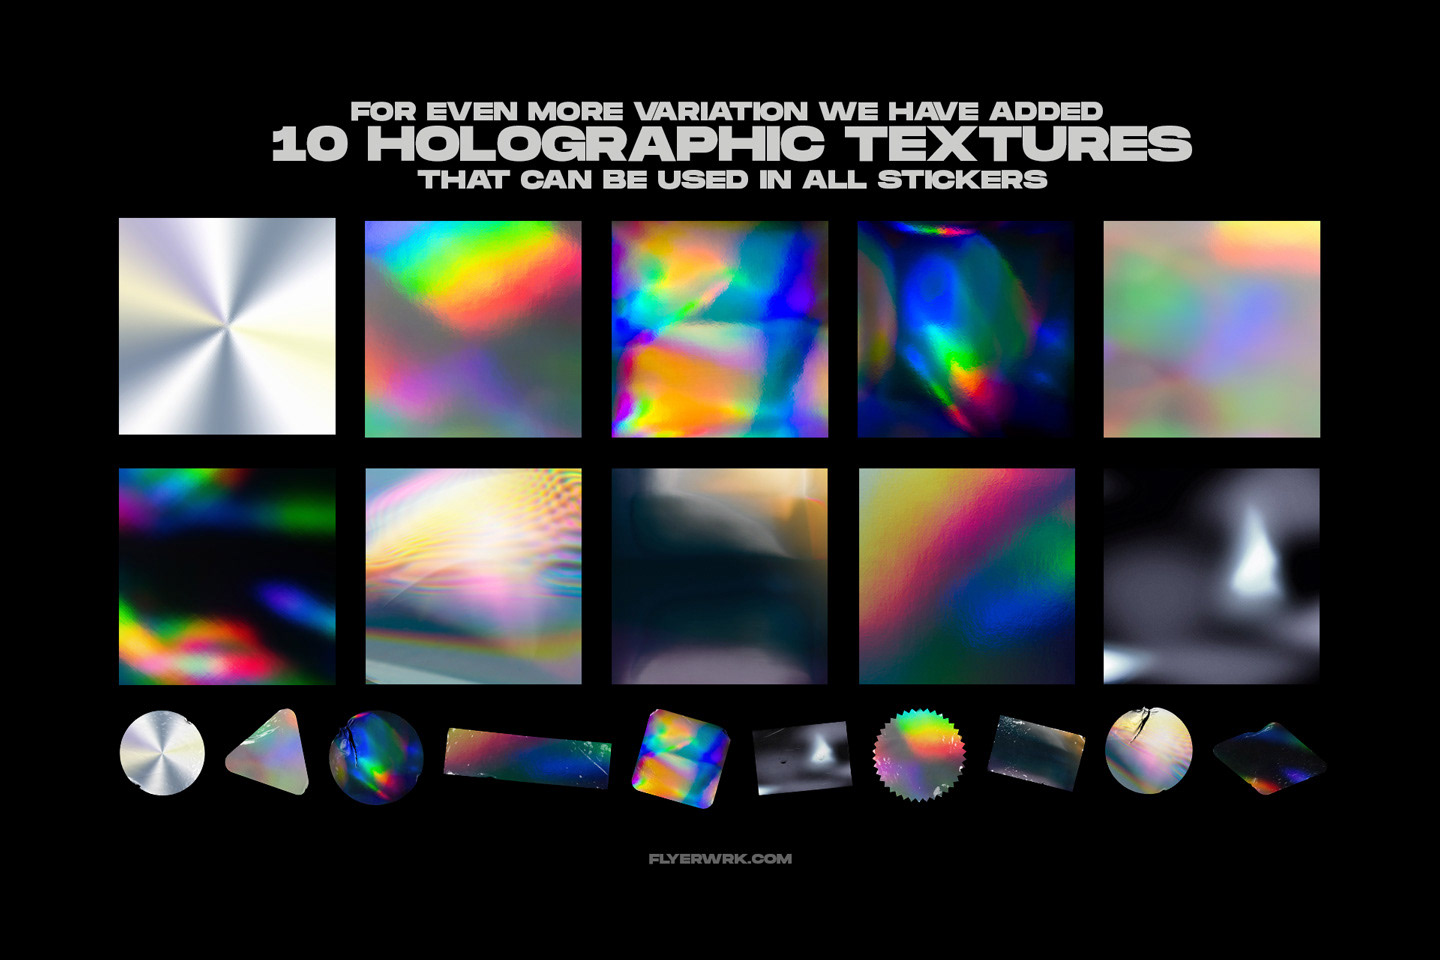 FOR EVEN MORE VARIATION WE HAVE ADDED
10 HOLOGRAPHIC TEXTURES
THAT CAN BE USED IN ALL STICKERS
FLYERWRK.COM